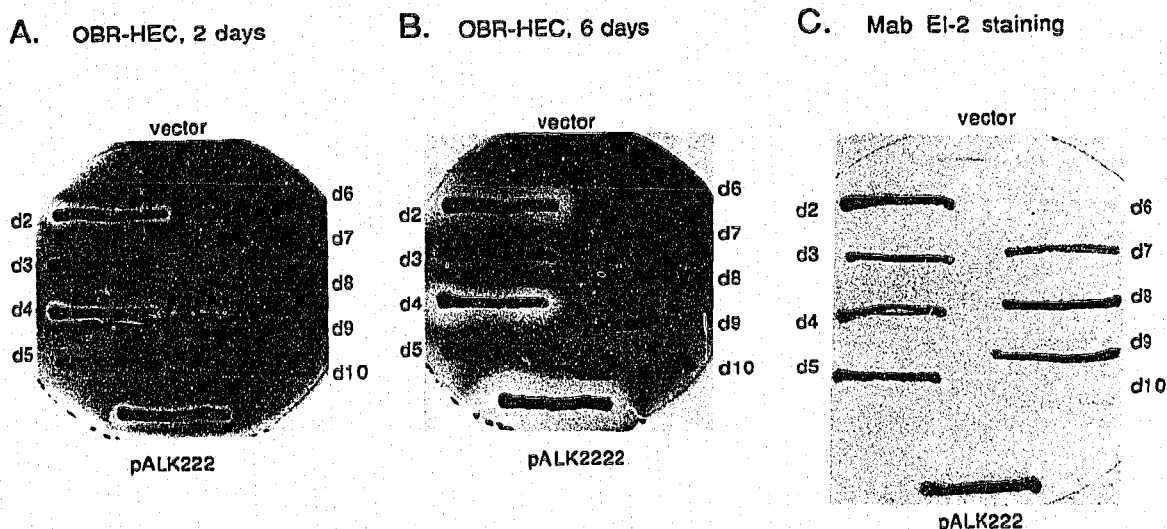 A. OBR-HEC, 2 days
vector
d2
d3
d4
d5
d6
d7
d8
d9
d10
pALK222
B. OBR-HEC, 6 days
vector
d2
d3
d4
d5
d6
d7
d8
d9
d10
pALK2222
C. Mab EI-2 staining
vector
d2
d3
d4
d5
d6
d7
d8
d9
d10
pALK222